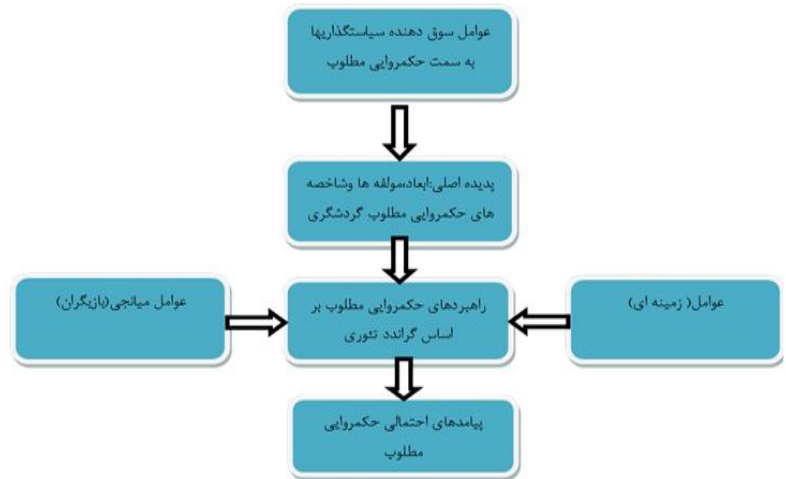 عوامل سوق دهنده سیاستگذاریها
به سمت حکمروایی مطلوب
پدیده اصلی:ابعاد،مولفه ها وشاخصه
های حکمروایی مطلوب گردشگری
عوامل( زمینه ای)
راهبردهای حکمروایی مطلوب بر
اساس گراندد تئوری
عوامل میانجی(بازیگران)
پیامدهای احتمالی حکمروایی
مطلوب